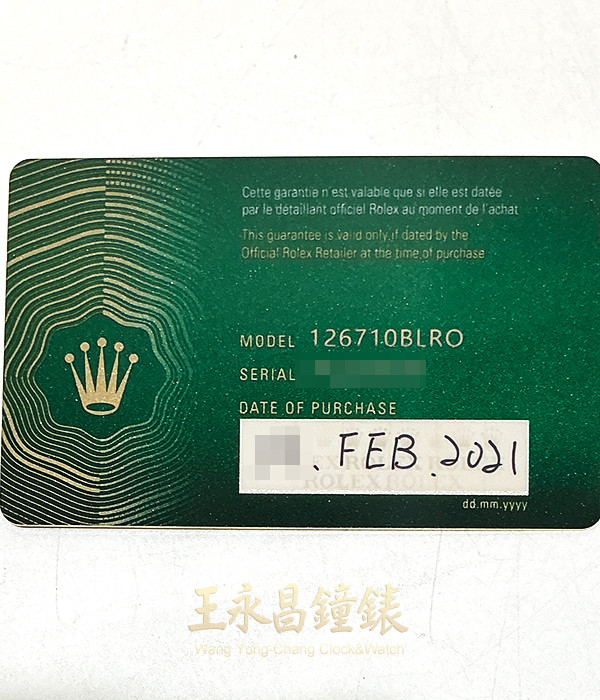 Cette garantie n'est valable que si elle est datée
par le détaillant officiel Rolex au moment de l'achat
This guarantee is valid only if dated by the
Official Rolex Retailer at the time of purchase
MODEL 126710BLRO
SERIAL
DATE OF PURCHASE
. FEB. 2021
ROLEX ROLEX
dd.mm.yyyy
王永昌鐘錶
Wang Yong-Chang Clock&Watch